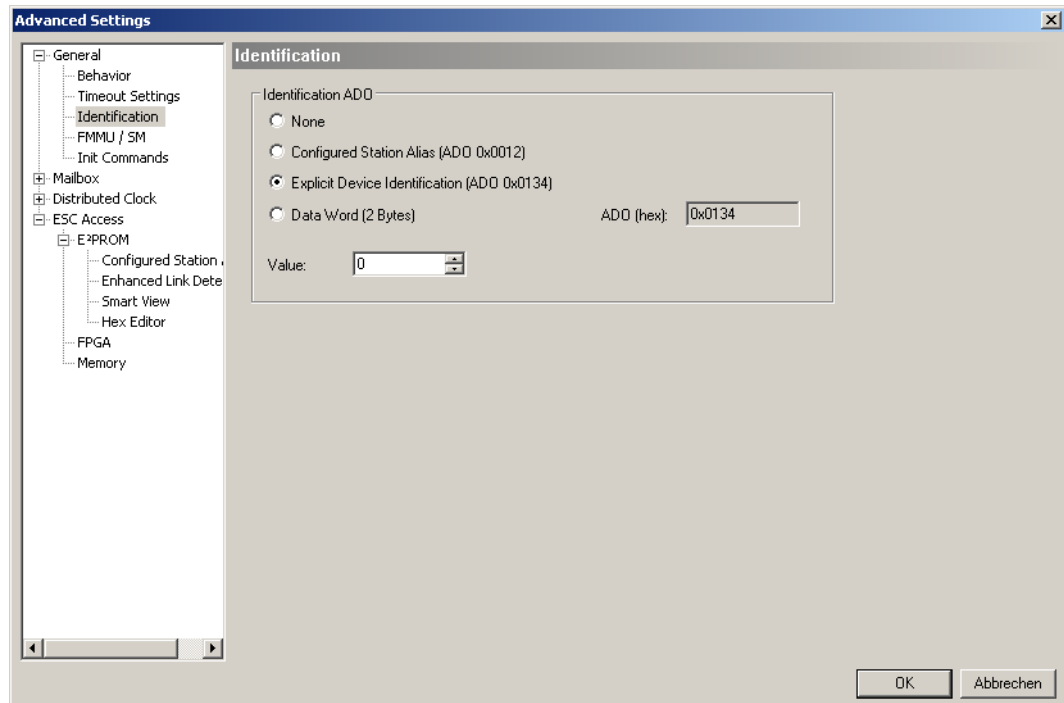 Advanced Settings
General
Behavior
Timeout Settings
Identification
FMMU / SM
Init Commands
Mailbox
Distributed Clock
ESC Access
E²PROM
Configured Station
Enhanced Link Dete
Smart View
Hex Editor
FPGA
Memory
Identification
Identification ADO
None
Configured Station Alias (ADO 0x0012)
Explicit Device Identification (ADO 0x0134)
Data Word (2 Bytes) ADO (hex): 0x0134
Value: 0
OK Abbrechen